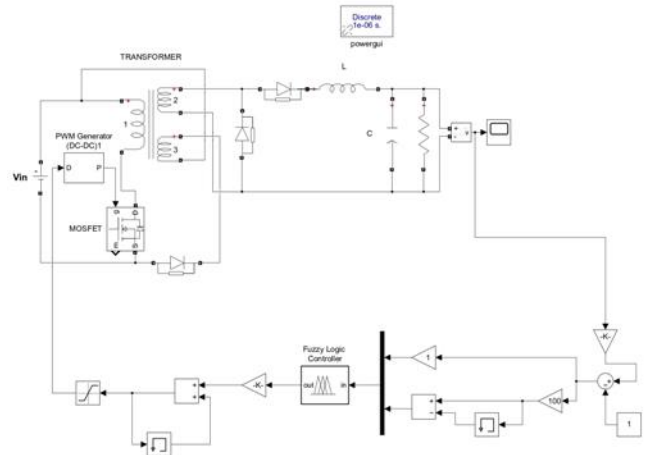 Discrete
1e-06 s.
powergui
TRANSFORMER
L
+
2
1
+
+
3
PWM Generator
(DC-DC)1
D
P
C
+
-
v
Vin
+
g
D
MOSFET
m
S
Fuzzy Logic
Controller
-K-
1
out
in
-K-
+
+
+
-
100
1